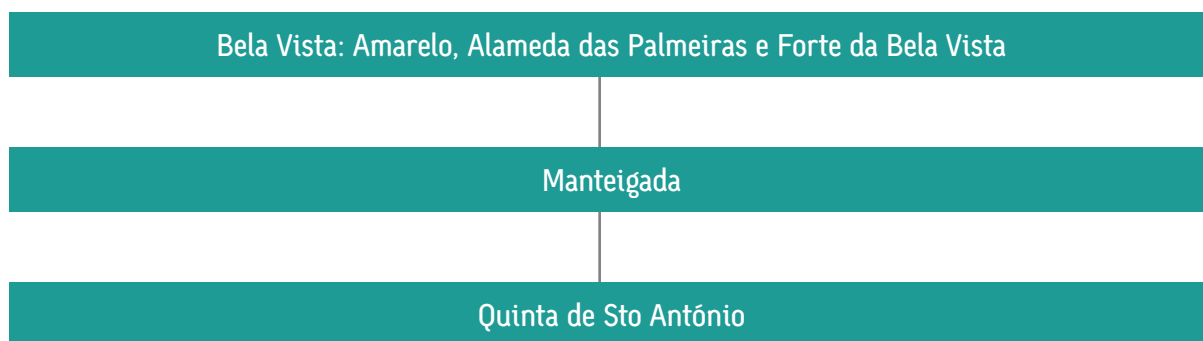 Bela Vista: Amarelo, Alameda das Palmeiras e Forte da Bela Vista
Manteigada
Quinta de Sto António